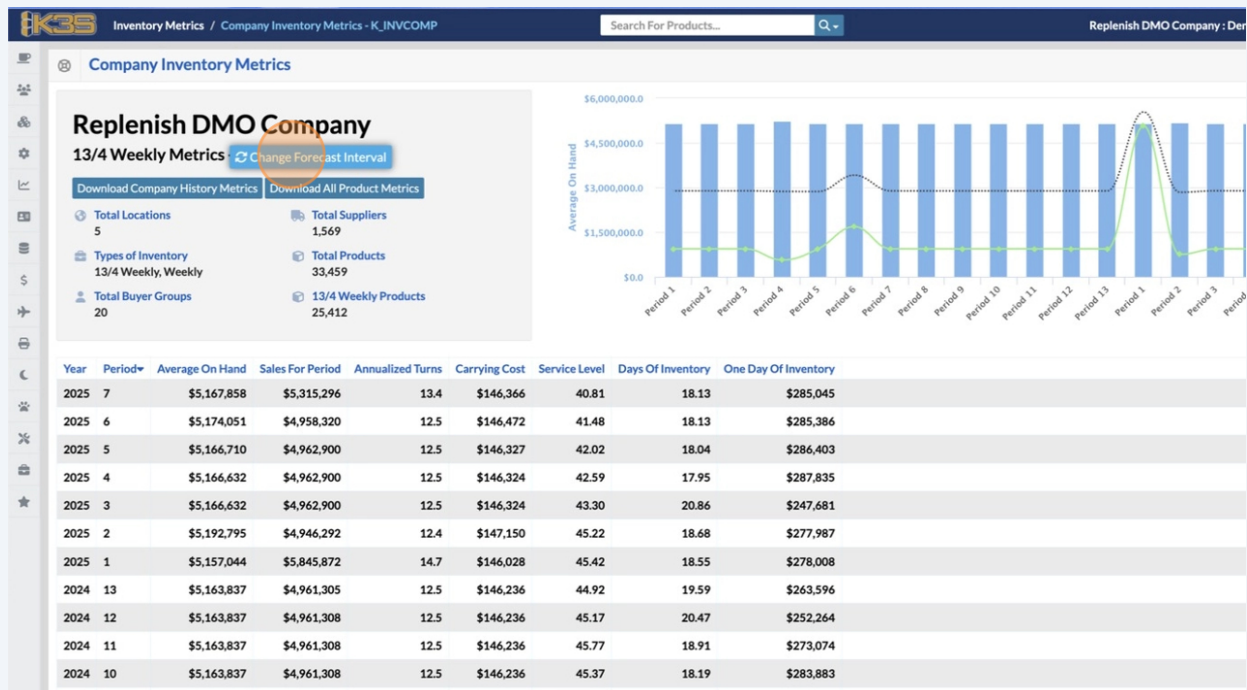 K3S Inventory Metrics / Company Inventory Metrics - K_INVCOMP Search For Products... Replenish DMO Company : Der
Company Inventory Metrics
Replenish DMO Company
13/4 Weekly Metrics - Change Forecast Interval
Download Company History Metrics Download All Product Metrics
Total Locations Total Suppliers
5 1,569
Types of Inventory Total Products
13/4 Weekly, Weekly 33,459
Total Buyer Groups 13/4 Weekly Products
20 25,412
Average On Hand
$6,000,000.0
$4,500,000.0
$3,000,000.0
$1,500,000.0
$0.0
Period 1 Period 2 Period 3 Period 4 Period 5 Period 6 Period 7 Period 8 Period 9 Period 10 Period 11 Period 12 Period 13 Period 1 Period 2 Period 3 Period
Year Period Average On Hand Sales For Period Annualized Turns Carrying Cost Service Level Days Of Inventory One Day Of Inventory
2025 7 $5,167,858 $5,315,296 13.4 $146,366 40.81 18.13 $285,045
2025 6 $5,174,051 $4,958,320 12.5 $146,472 41.48 18.13 $285,386
2025 5 $5,166,710 $4,962,900 12.5 $146,327 42.02 18.04 $286,403
2025 4 $5,166,632 $4,962,900 12.5 $146,324 42.59 17.95 $287,835
2025 3 $5,166,632 $4,962,900 12.5 $146,324 43.30 20.86 $247,681
2025 2 $5,192,795 $4,946,292 12.4 $147,150 45.22 18.68 $277,987
2025 1 $5,157,044 $5,845,872 14.7 $146,028 45.42 18.55 $278,008
2024 13 $5,163,837 $4,961,305 12.5 $146,236 44.92 19.59 $263,596
2024 12 $5,163,837 $4,961,308 12.5 $146,236 45.17 20.47 $252,264
2024 11 $5,163,837 $4,961,308 12.5 $146,236 45.77 18.91 $273,074
2024 10 $5,163,837 $4,961,308 12.5 $146,236 45.37 18.19 $283,883